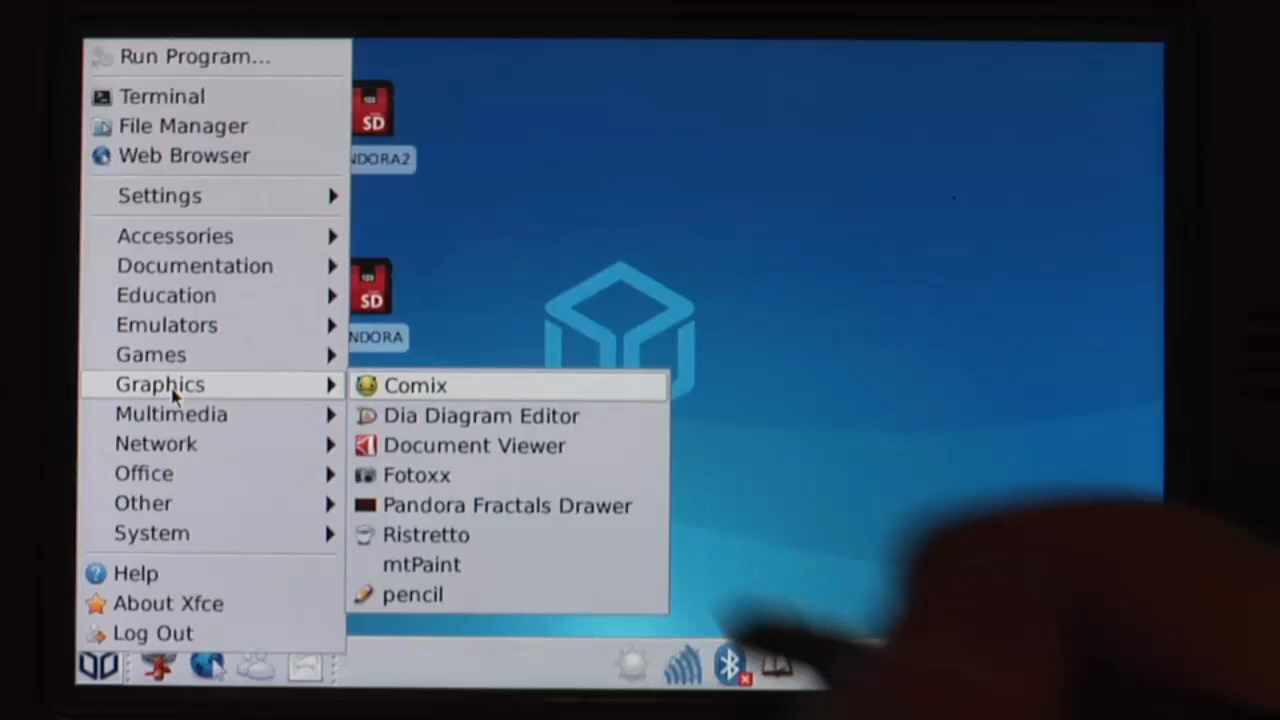 Run Program...
Terminal
File Manager
Web Browser
Settings
Accessories
Documentation
Education
Emulators
Games
Graphics
Multimedia
Network
Office
Other
System
Help
About Xfce
Log Out
SD
NDORA2
SD
NDORA
Comix
Dia Diagram Editor
Document Viewer
Fotoxx
Pandora Fractals Drawer
Ristretto
mtPaint
pencil